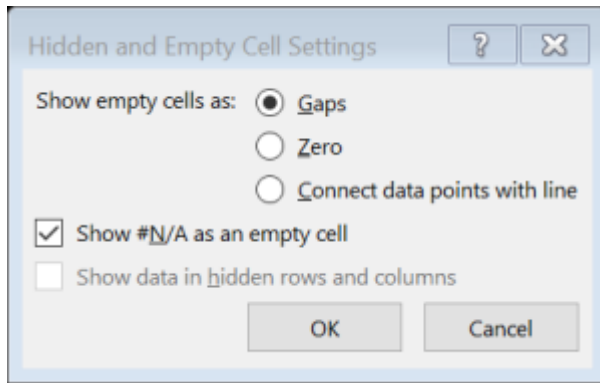 Hidden and Empty Cell Settings
Show empty cells as: Gaps
Zero
Connect data points with line
Show #N/A as an empty cell
Show data in hidden rows and columns
OK Cancel